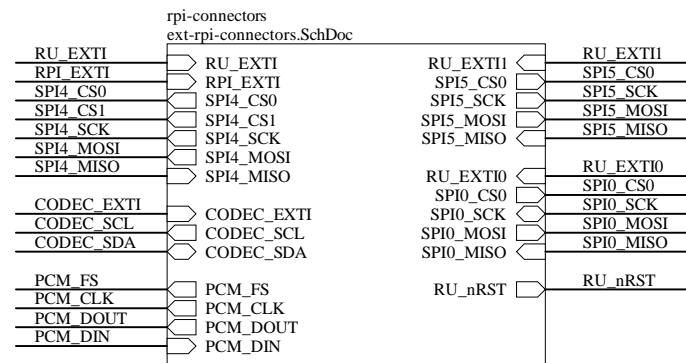 rpi-connectors
ext-rpi-connectors.SchDoc
RU_EXTI RU_EXTI RU_EXTI1 RU_EXTI1
RPI_EXTI RPI_EXTI SPI5_CS0 SPI5_CS0
SPI4_CS0 SPI4_CS0 SPI5_SCK SPI5_SCK
SPI4_CS1 SPI4_CS1 SPI5_MOSI SPI5_MOSI
SPI4_SCK SPI4_SCK SPI5_MISO SPI5_MISO
SPI4_MOSI SPI4_MOSI
SPI4_MISO SPI4_MISO RU_EXTI0 RU_EXTI0
SPI0_CS0 SPI0_CS0
CODEC_EXTI CODEC_EXTI SPI0_SCK SPI0_SCK
CODEC_SCL CODEC_SCL SPI0_MOSI SPI0_MOSI
CODEC_SDA CODEC_SDA SPI0_MISO SPI0_MISO
PCM_FS PCM_FS RU_nRST RU_nRST
PCM_CLK PCM_CLK
PCM_DOUT PCM_DOUT
PCM_DIN PCM_DIN